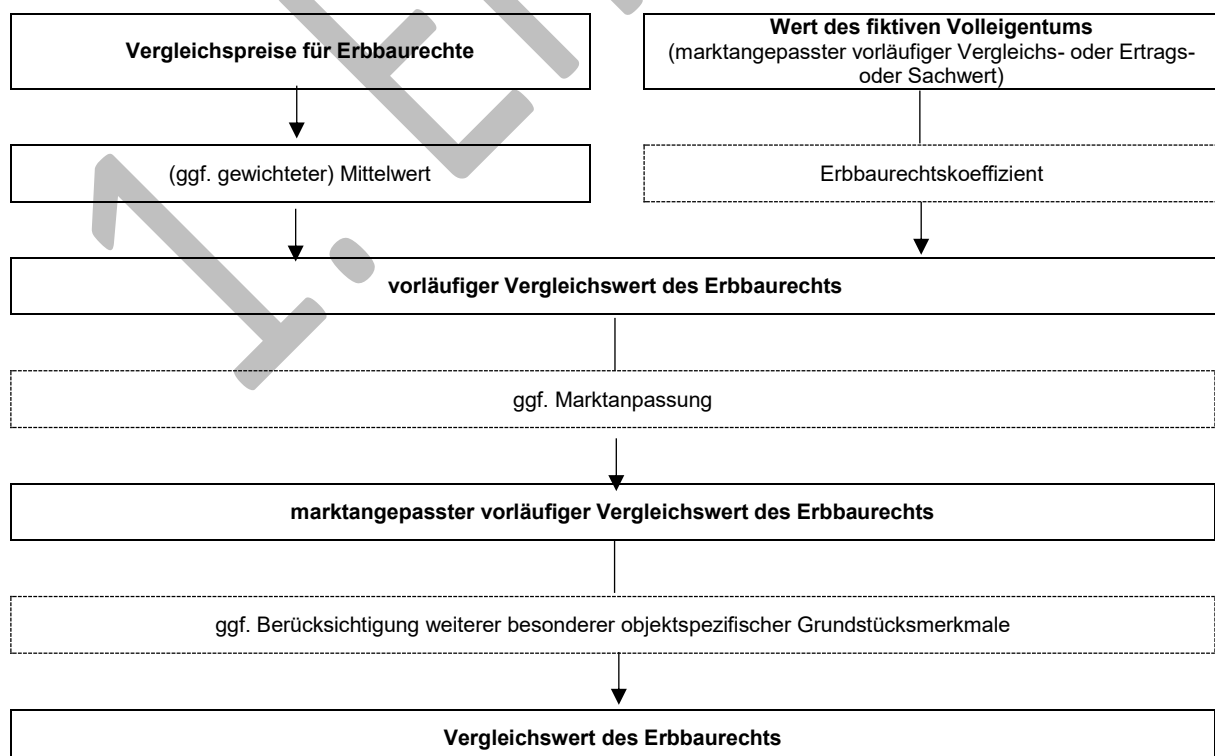 Vergleichspreise für Erbbaurechte
Wert des fiktiven Volleigentums
(marktangepasster vorläufiger Vergleichs- oder Ertrags-
oder Sachwert)
(ggf. gewichteter) Mittelwert
Erbbaurechtskoeffizient
vorläufiger Vergleichswert des Erbbaurechts
ggf. Marktanpassung
marktangepasster vorläufiger Vergleichswert des Erbbaurechts
ggf. Berücksichtigung weiterer besonderer objektspezifischer Grundstücksmerkmale
Vergleichswert des Erbbaurechts